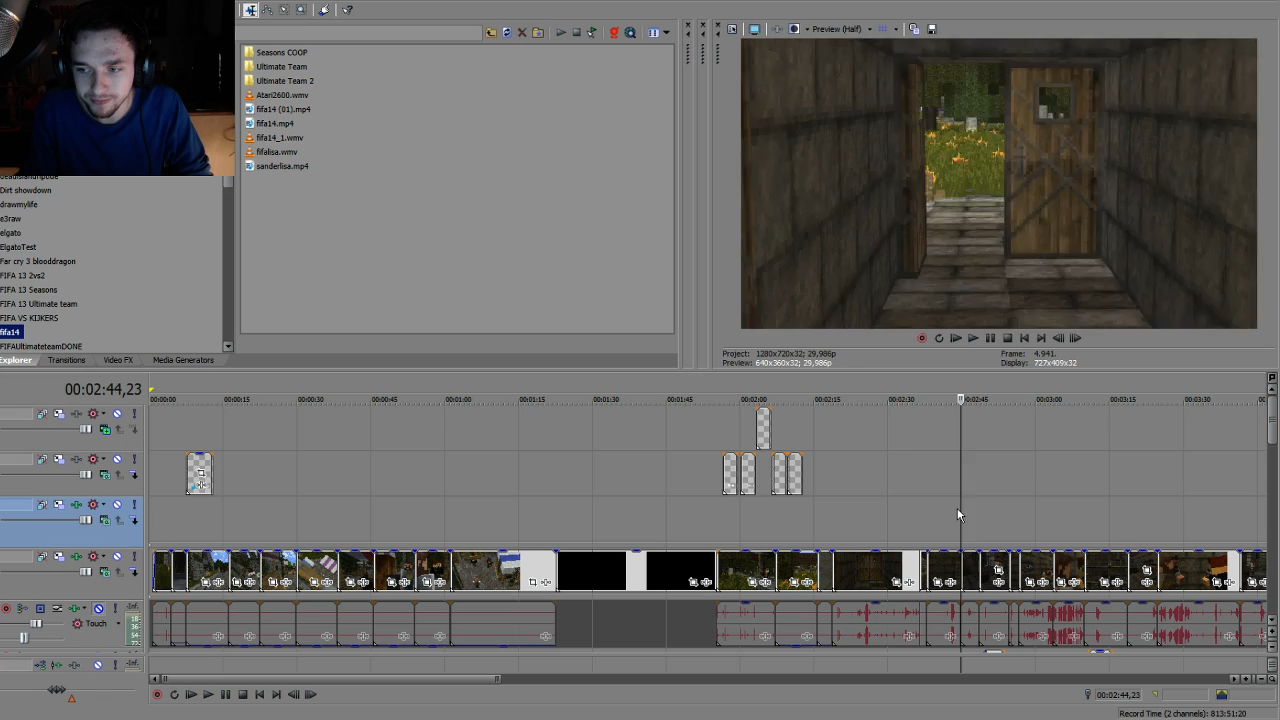 Preview (Half)
Seasons COOP
Ultimate Team
Ultimate Team 2
Atari2600.wmv
fifa14 (01).mp4
fifa14.mp4
fifa14_1.wmv
fifalisa.wmv
sanderlisa.mp4
Dirt showdown
drawmylife
e3raw
elgato
ElgatoTest
Far cry 3 blooddragon
FIFA 13 2vs2
FIFA 13 Seasons
FIFA 13 Ultimate team
FIFA VS KIJKERS
fifa14
FIFAUltimateteamDONE
Explorer Transitions Video FX Media Generators
Project: 1280x720x32; 29,986p Frame: 4.941.
Preview: 640x360x32; 29,986p Display: 727x409x32
00:02:44,23
00:00:00 00:00:15 00:00:30 00:00:45 00:01:00 00:01:15 00:01:30 00:01:45 00:02:00 00:02:15 00:02:30 00:02:45 00:03:00 00:03:15 00:03:30
-Inf.
Touch
18-
36-
54-
-Inf.
00:02:44,23
Record Time (2 channels): 813:51:20